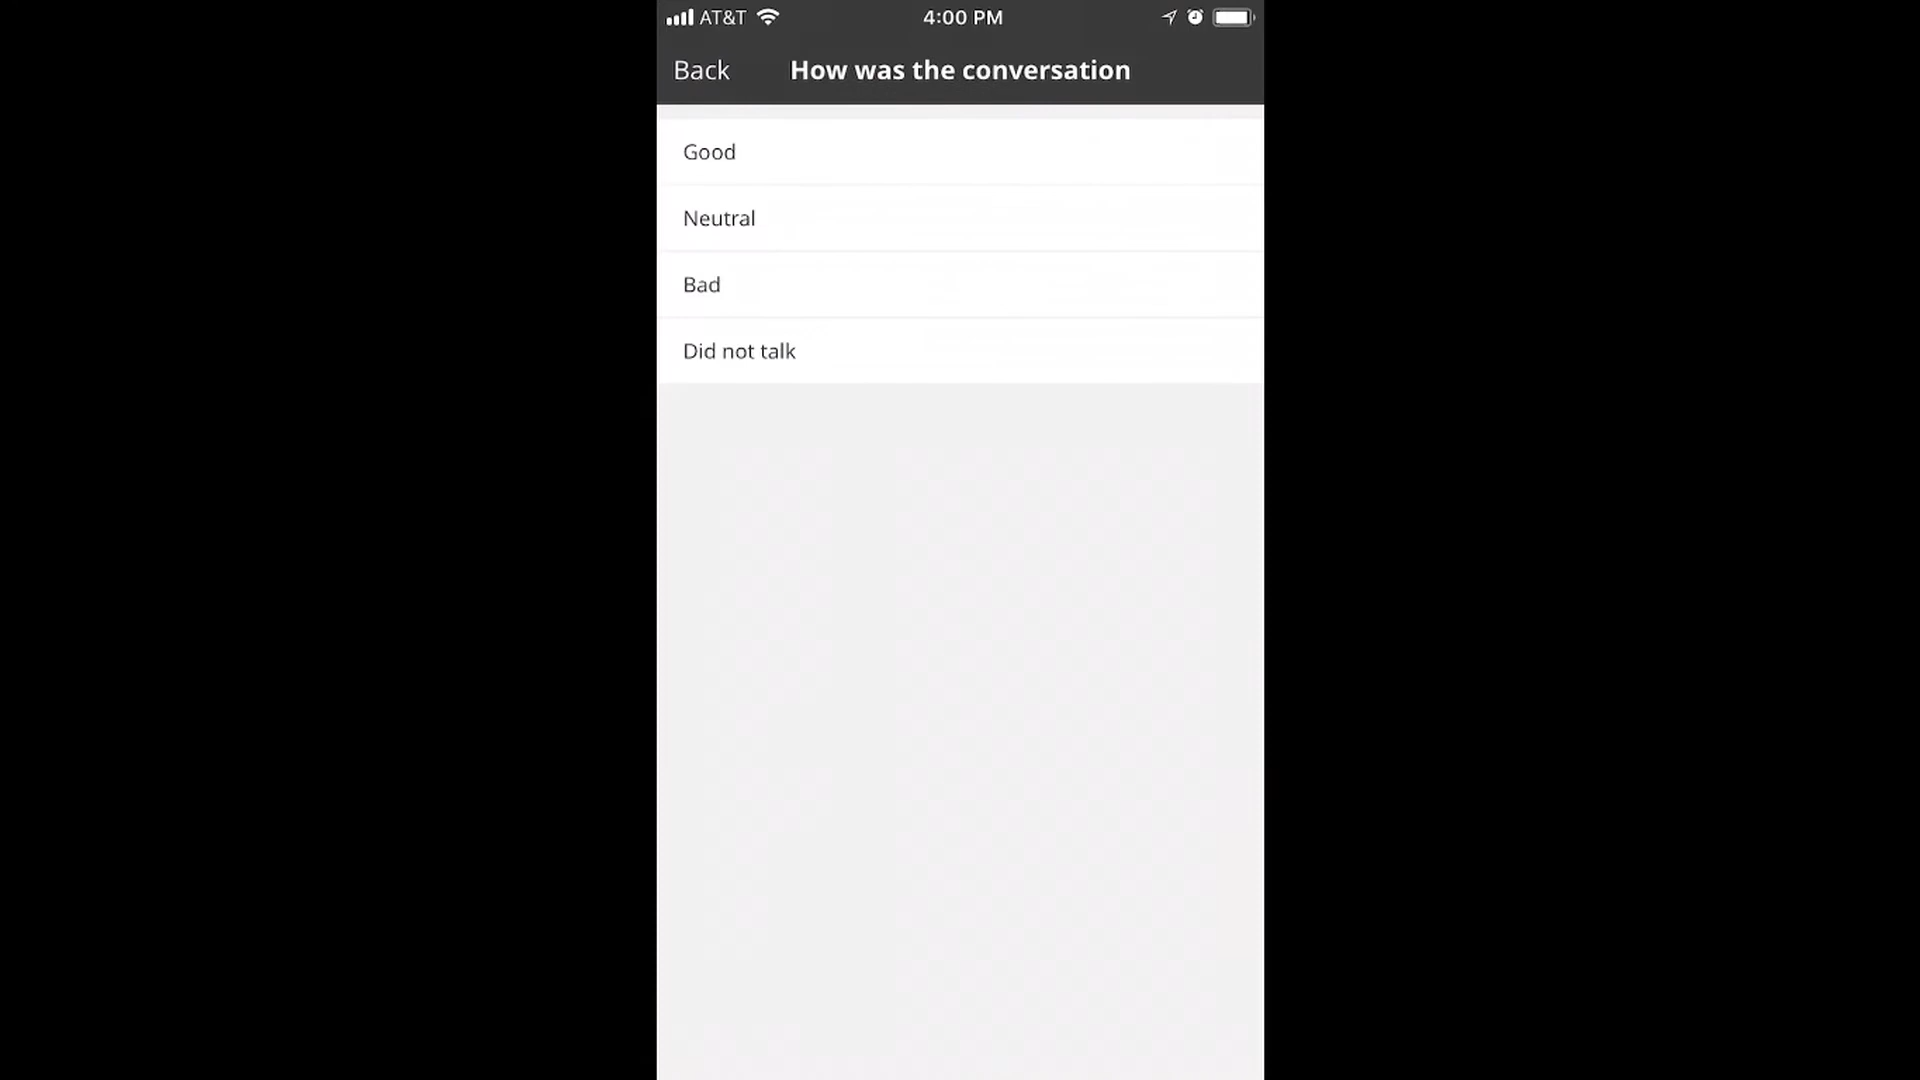 AT&T 4:00 PM
Back How was the conversation
Good
Neutral
Bad
Did not talk